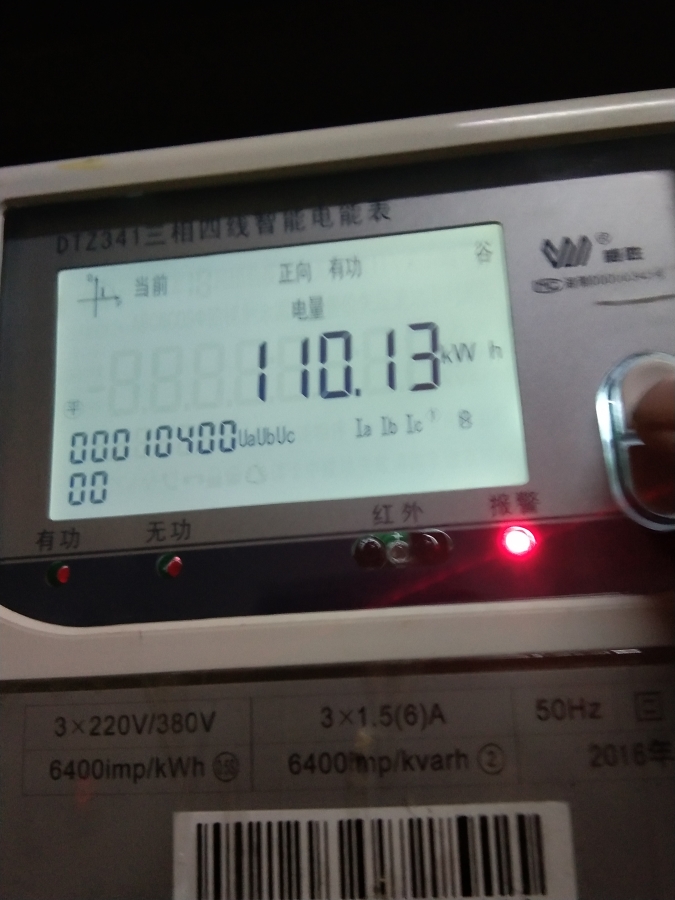 DTZ341三相四线智能电能表
当前 正向 有功 谷
电量
110.13 kW h
平
00010400 UaUbUc Ia Ib Ic 8
00
有功 无功 红外 报警
3×220V/380V 3×1.5(6)A 50Hz
6400imp/kWh 6400imp/kvarh ② 2016年